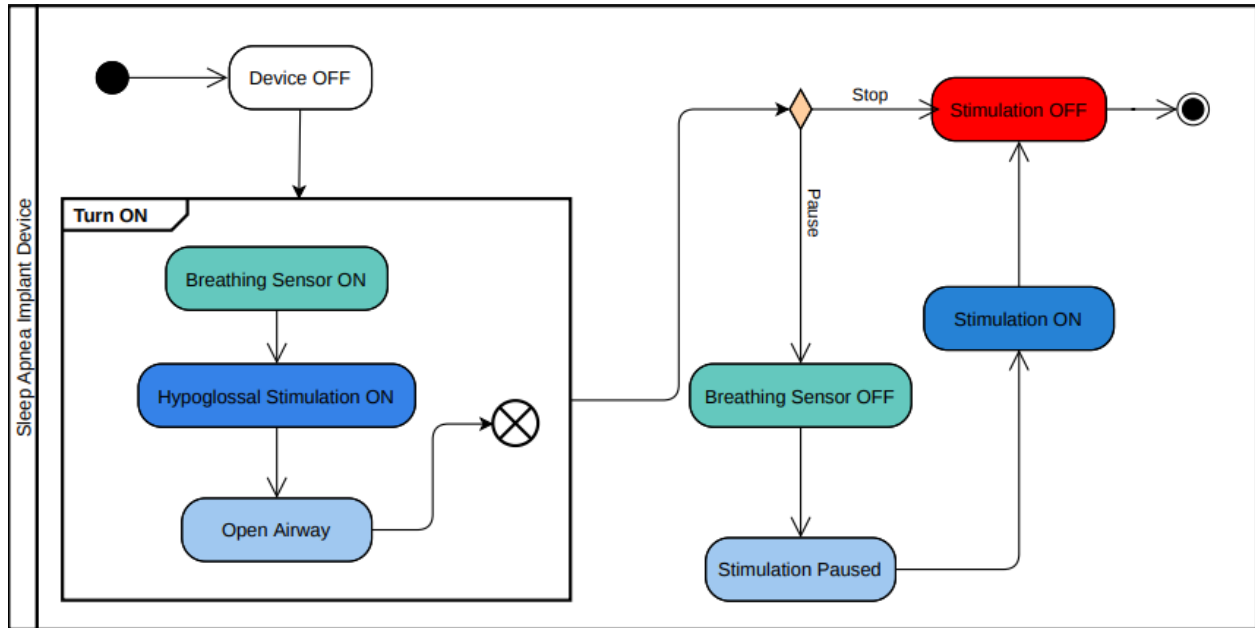 Sleep Apnea Implant Device
Device OFF
Turn ON
Breathing Sensor ON
Hypoglossal Stimulation ON
Open Airway
Stop
Stimulation OFF
Pause
Stimulation ON
Breathing Sensor OFF
Stimulation Paused